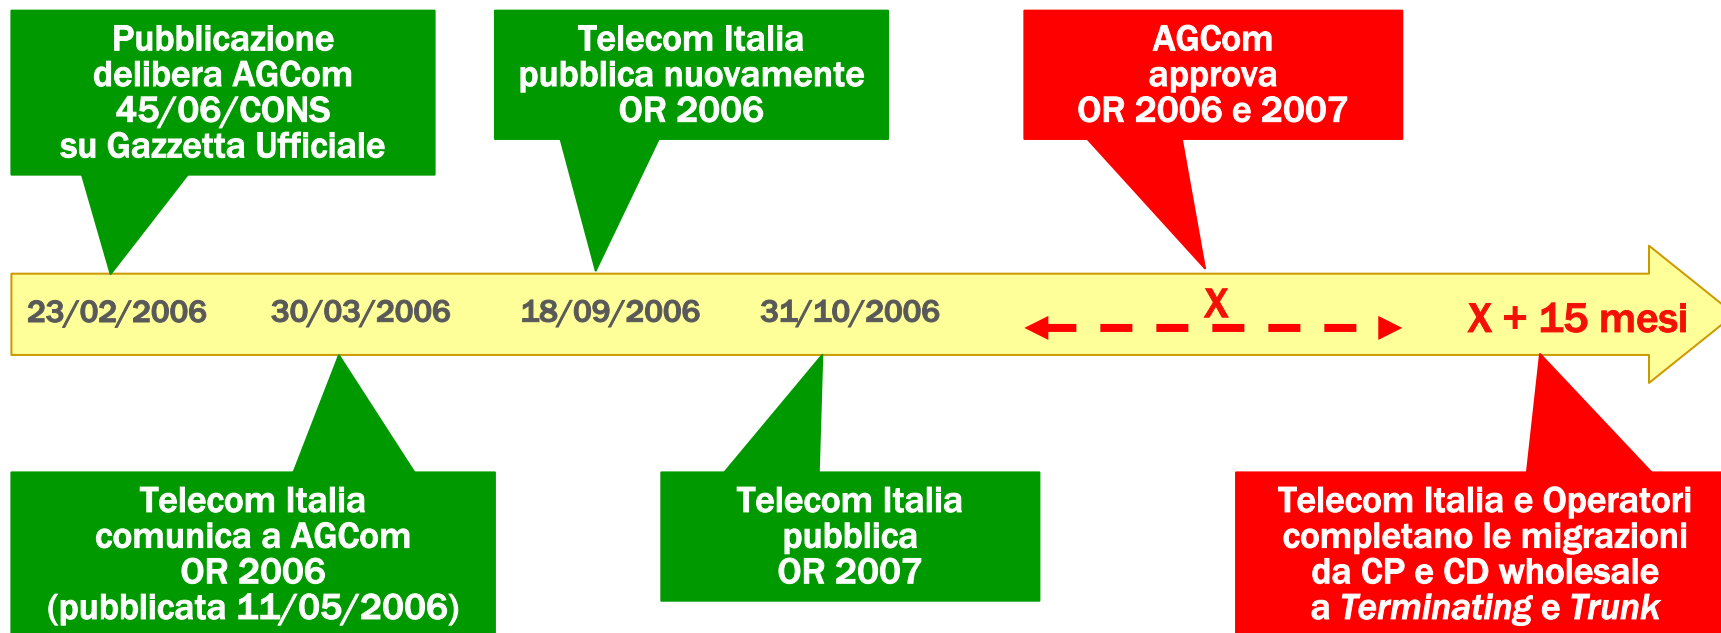 Pubblicazione
delibera AGCom
45/06/CONS
su Gazzetta Ufficiale
Telecom Italia
pubblica nuovamente
OR 2006
AGCom
approva
OR 2006 e 2007
23/02/2006
30/03/2006
18/09/2006
31/10/2006
X
X + 15 mesi
Telecom Italia
comunica a AGCom
OR 2006
(pubblicata 11/05/2006)
Telecom Italia
pubblica
OR 2007
Telecom Italia e Operatori
completano le migrazioni
da CP e CD wholesale
a Terminating e Trunk